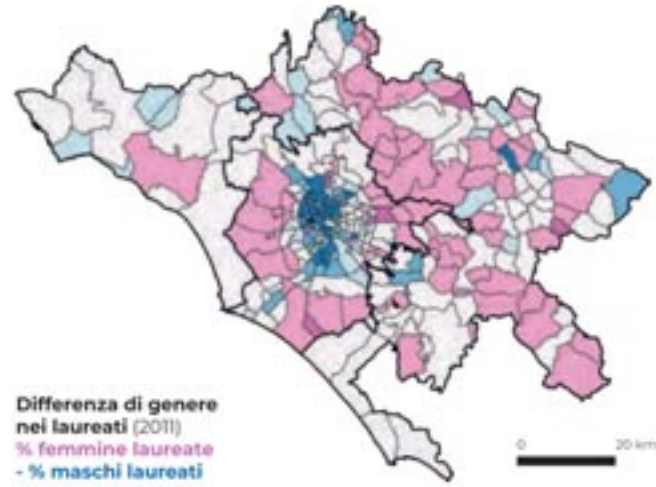 Differenza di genere
nei laureati (2011)
% femmine laureate
- % maschi laureati
0 20 km